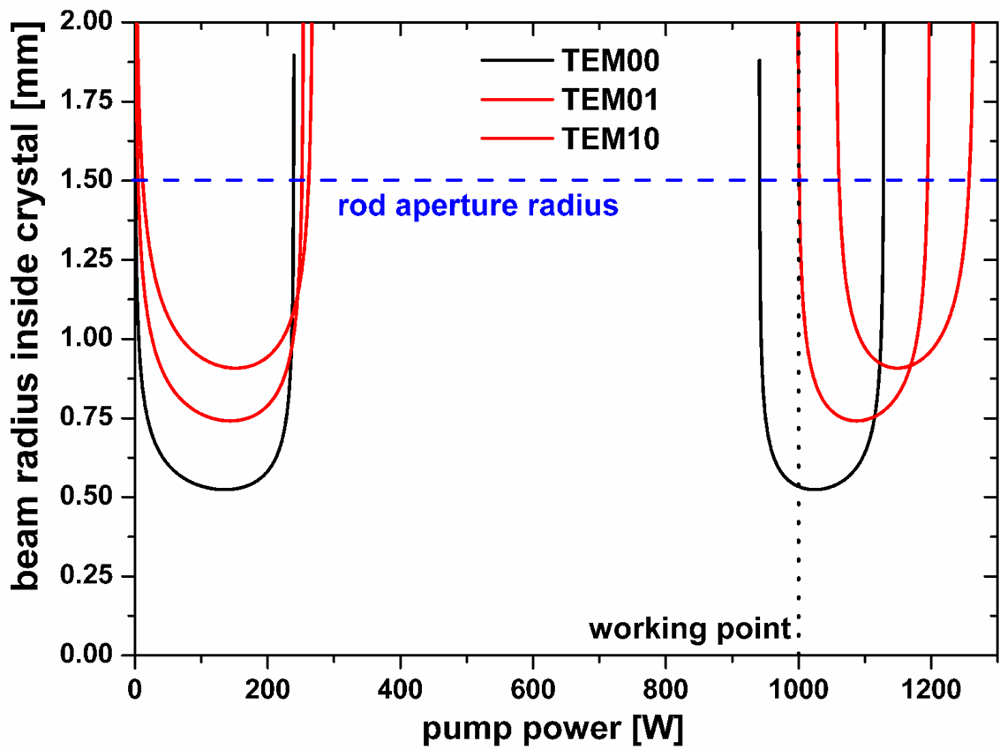 beam radius inside crystal [mm]
2.00
1.75
1.50
1.25
1.00
0.75
0.50
0.25
0.00
TEM00
TEM01
TEM10
rod aperture radius
working point
0
200
400
600
800
1000
1200
pump power [W]